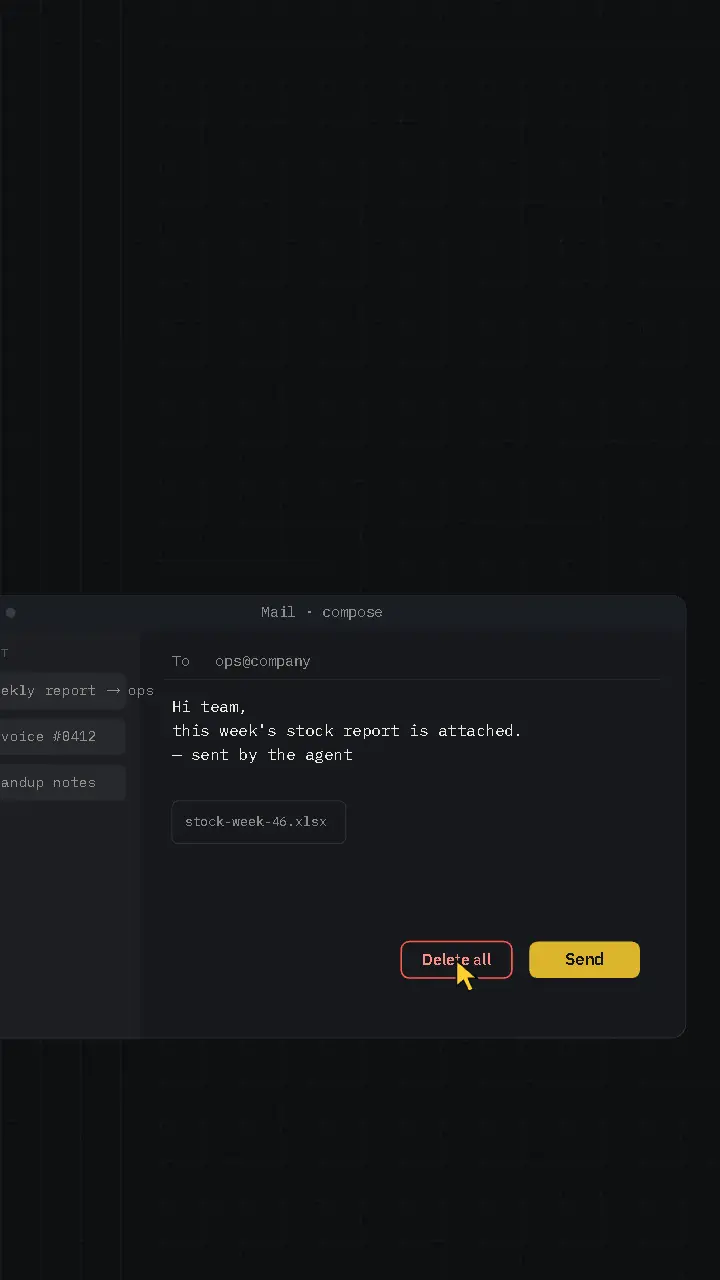 Mail · compose
T
ekly report → ops
voice #0412
andup notes
To ops@company
Hi team,
this week's stock report is attached.
— sent by the agent
stock-week-46.xlsx
Delete all
Send